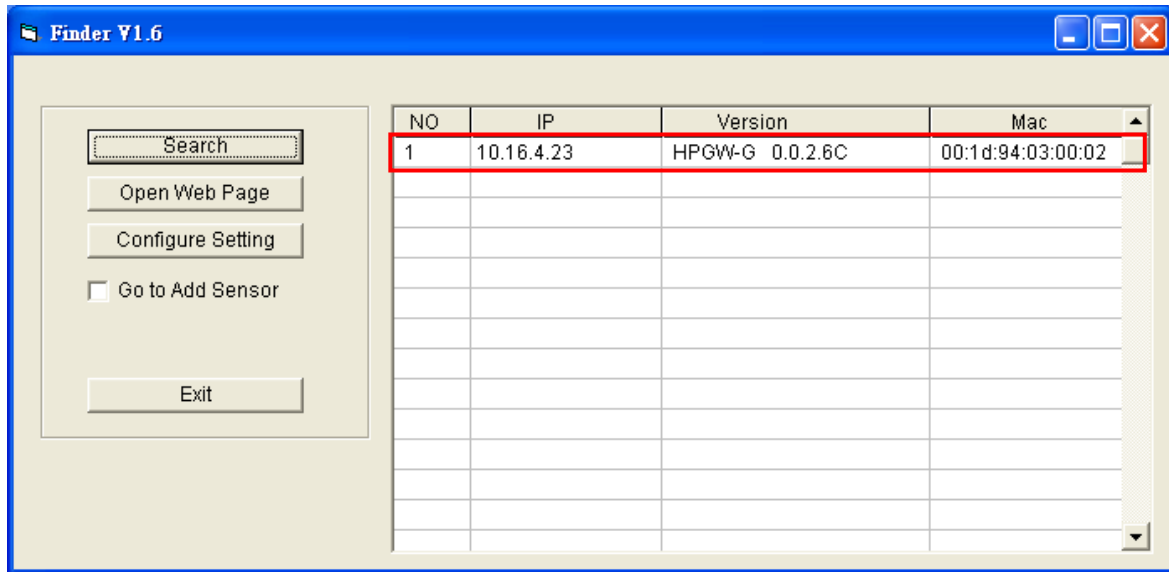 Finder V1.6
Search
Open Web Page
Configure Setting
Go to Add Sensor
Exit
NO IP Version Mac
1 10.16.4.23 HPGW-G 0.0.2.6C 00:1d:94:03:00:02